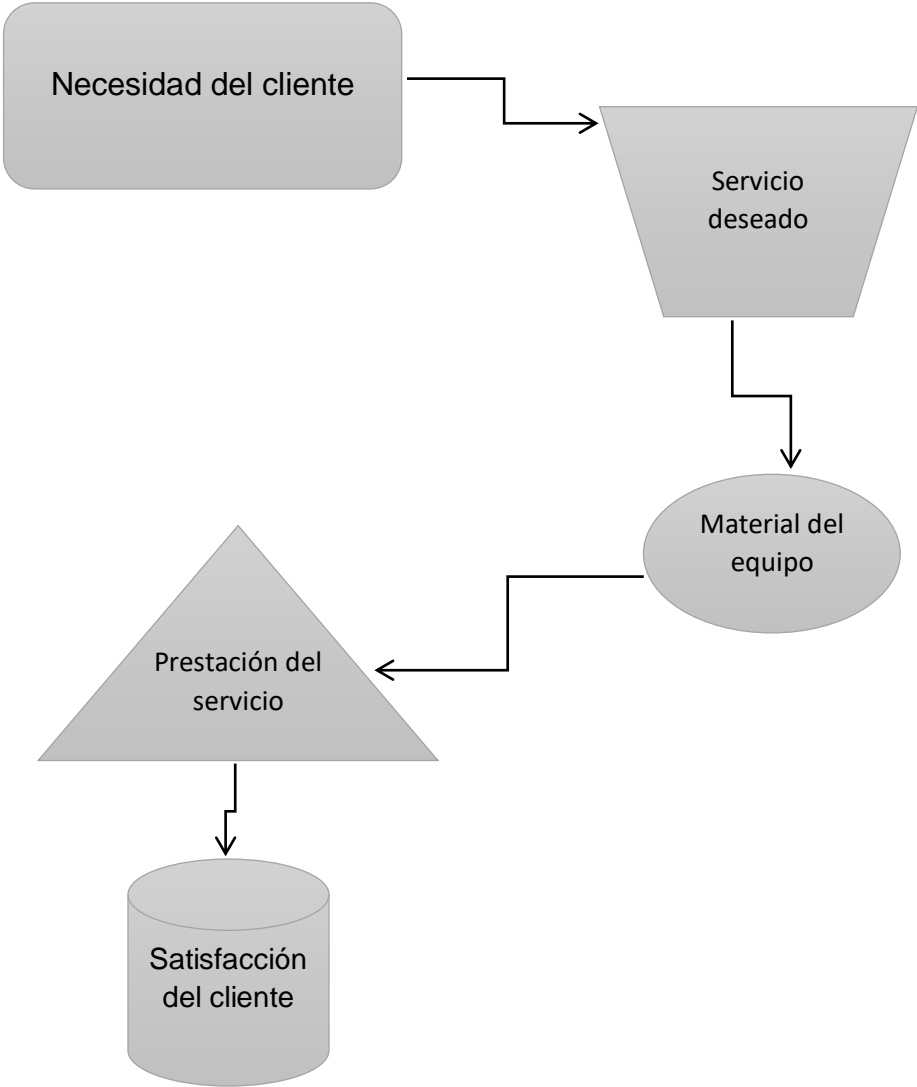 Necesidad del cliente
Servicio
deseado
Material del
equipo
Prestación del
servicio
Satisfacción
del cliente